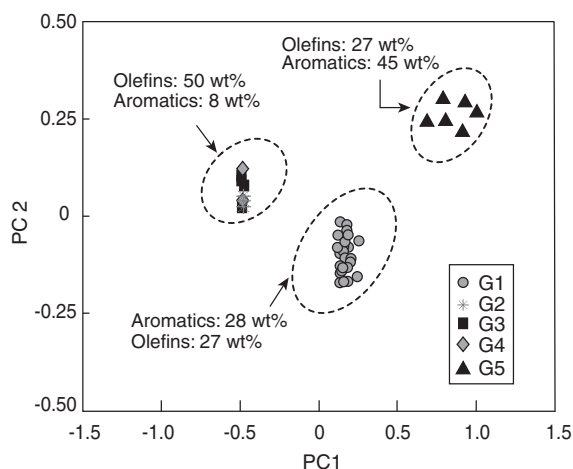 0.50
Olefins: 27 wt%
Aromatics: 45 wt%
Olefins: 50 wt%
Aromatics: 8 wt%
0.25
PC 2
0
-0.25
Aromatics: 28 wt%
Olefins: 27 wt%
G1
G2
G3
G4
G5
-0.50
-1.5
-1.0
-0.5
0
0.5
1.0
1.5
PC1